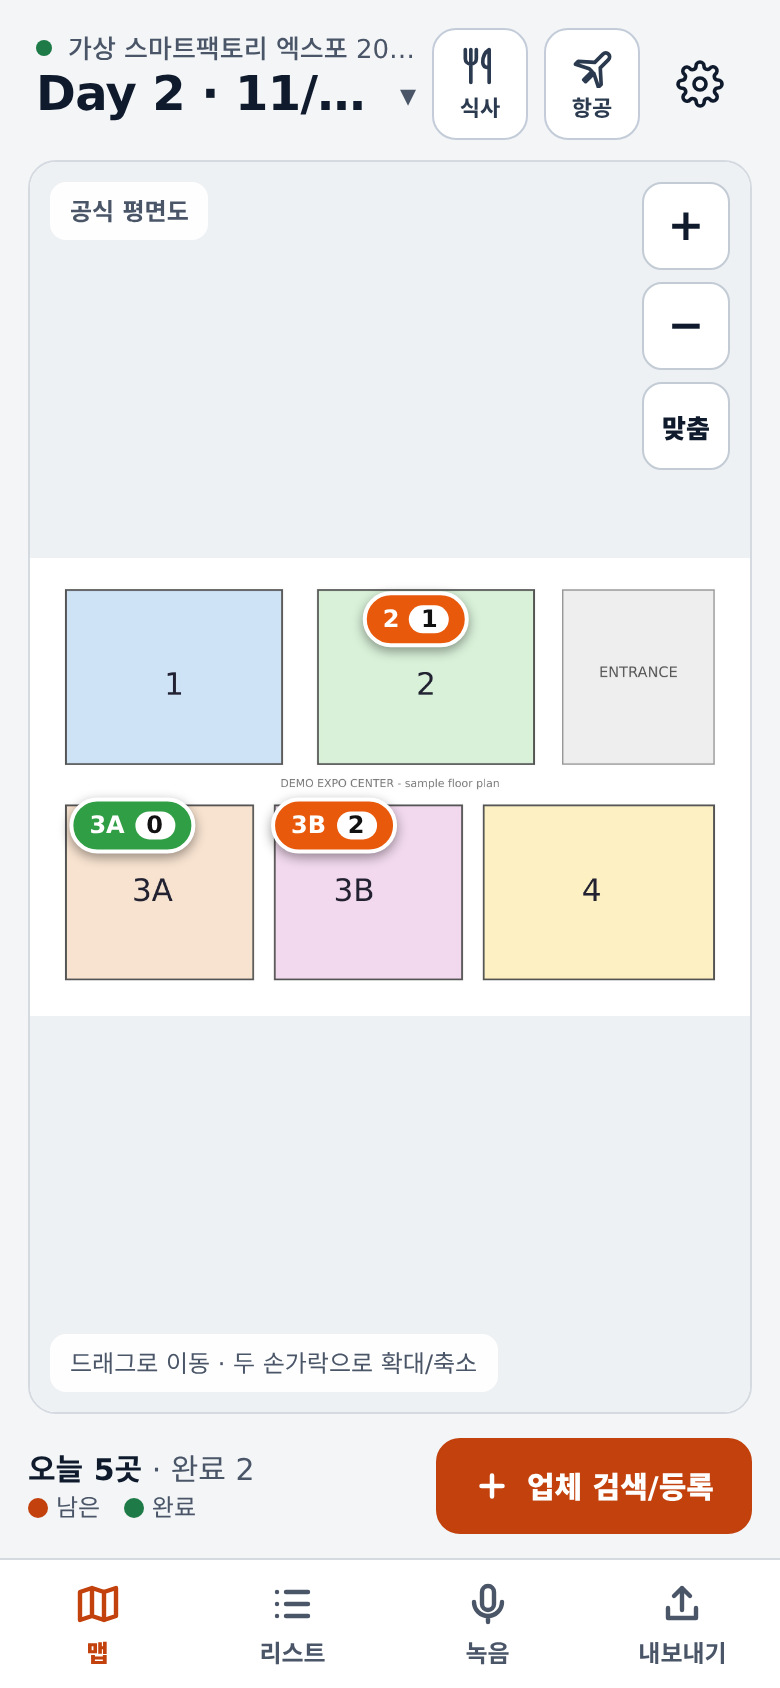 가상 스마트팩토리 엑스포 20...
Day 2 · 11/... ▼
식사
항공
공식 평면도
+
−
맞춤
2 1
1
2
ENTRANCE
DEMO EXPO CENTER - sample floor plan
3A 0
3B 2
3A
3B
4
드래그로 이동 · 두 손가락으로 확대/축소
오늘 5곳 · 완료 2
남은
완료
+ 업체 검색/등록
맵
리스트
녹음
내보내기